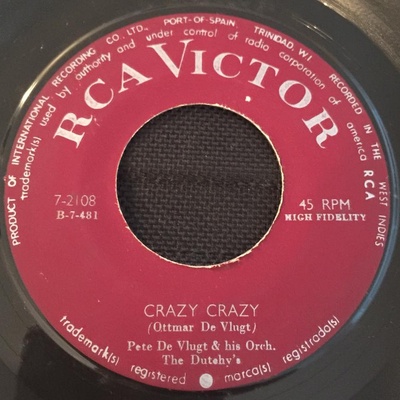 PRODUCT OF INTERNATIONAL RECORDING CO. LTD., PORT-OF-SPAIN TRINIDAD, W.I. RECORDED IN THE WEST INDIES
trademark(s) used by authority and under control of radio corporation of america RCA
RCA VICTOR
7-2108
B-7-481
45 RPM
HIGH FIDELITY
CRAZY CRAZY
(Ottmar De Vlugt)
Pete De Vlugt & his Orch.
The Dutchy's
trademark(s) registered marca(s) registrada(s)